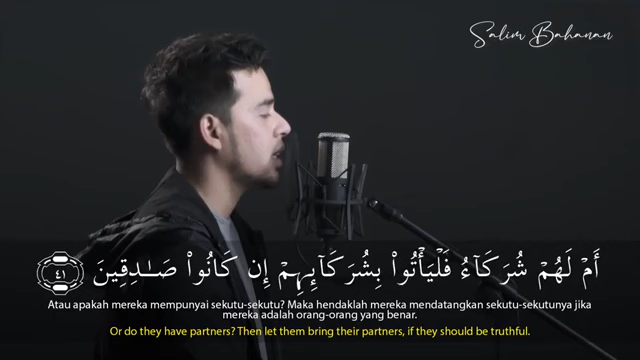 Salim Bahanan
أَمْ لَهُمْ شُرَكَآءُ فَلْيَأْتُوا۟ بِشُرَكَآئِهِمْ إِن كَانُوا۟ صَـٰدِقِينَ ٤١
Atau apakah mereka mempunyai sekutu-sekutu? Maka hendaklah mereka mendatangkan sekutu-sekutunya jika
mereka adalah orang-orang yang benar.
Or do they have partners? Then let them bring their partners, if they should be truthful.